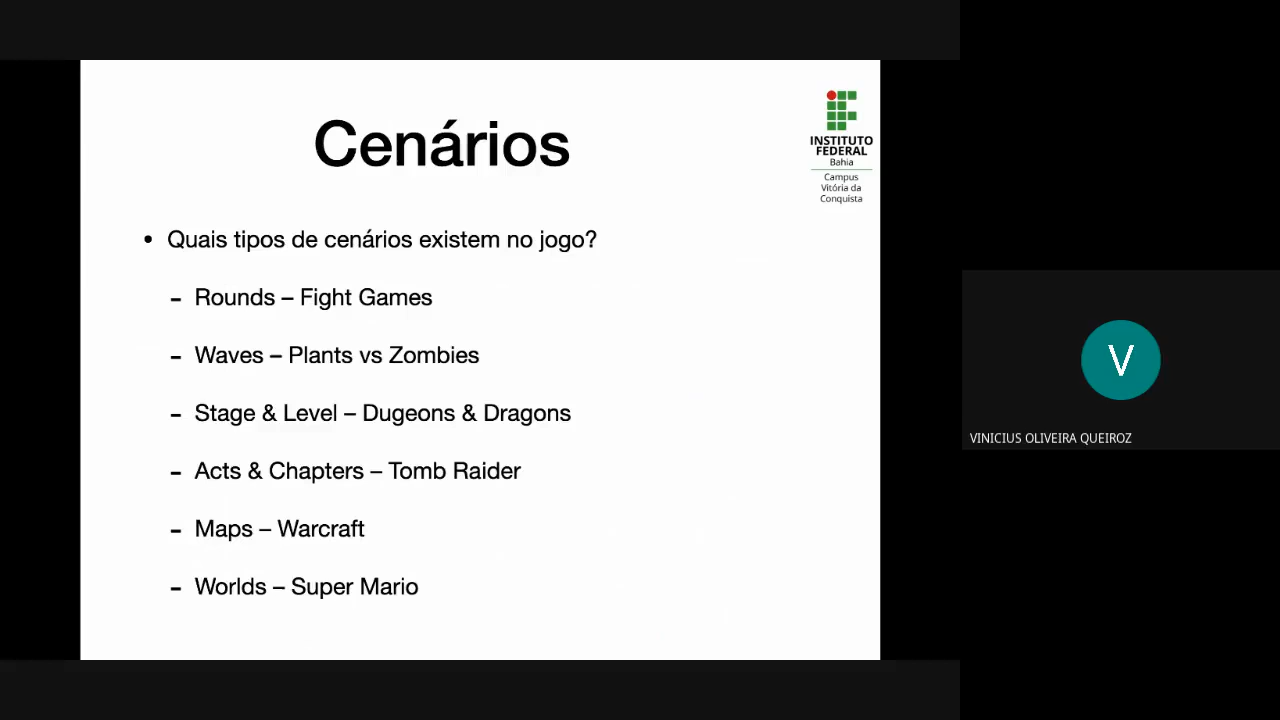 Cenários
INSTITUTO
FEDERAL
Bahia
Campus
Vitória da
Conquista
• Quais tipos de cenários existem no jogo?
- Rounds – Fight Games
- Waves – Plants vs Zombies
- Stage & Level – Dugeons & Dragons
- Acts & Chapters – Tomb Raider
- Maps – Warcraft
- Worlds – Super Mario
V
VINICIUS OLIVEIRA QUEIROZ